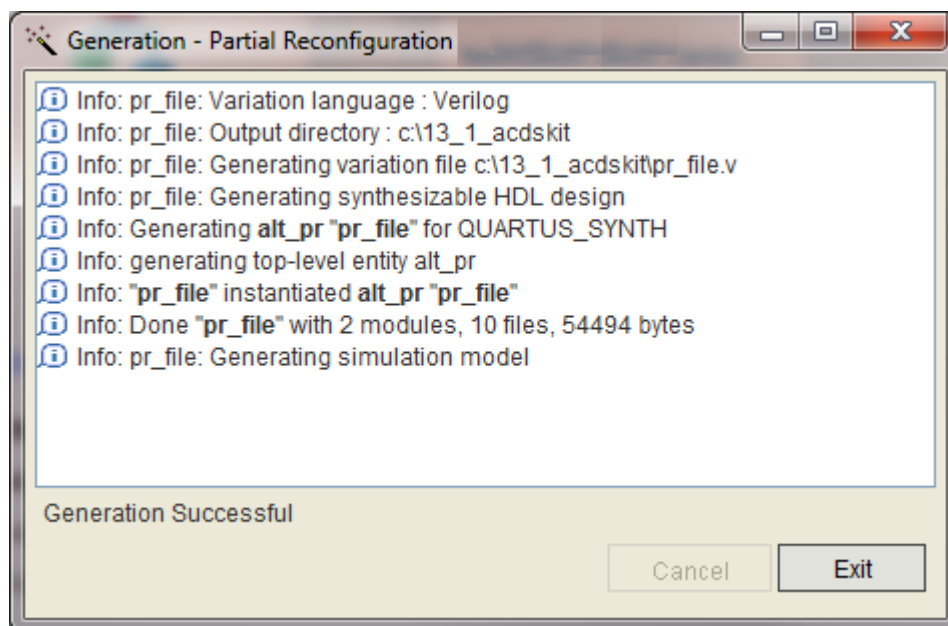 Generation - Partial Reconfiguration
Info: pr_file: Variation language : Verilog
Info: pr_file: Output directory : c:\13_1_acdskit
Info: pr_file: Generating variation file c:\13_1_acdskit\pr_file.v
Info: pr_file: Generating synthesizable HDL design
Info: Generating alt_pr "pr_file" for QUARTUS_SYNTH
Info: generating top-level entity alt_pr
Info: "pr_file" instantiated alt_pr "pr_file"
Info: Done "pr_file" with 2 modules, 10 files, 54494 bytes
Info: pr_file: Generating simulation model
Generation Successful
Cancel Exit